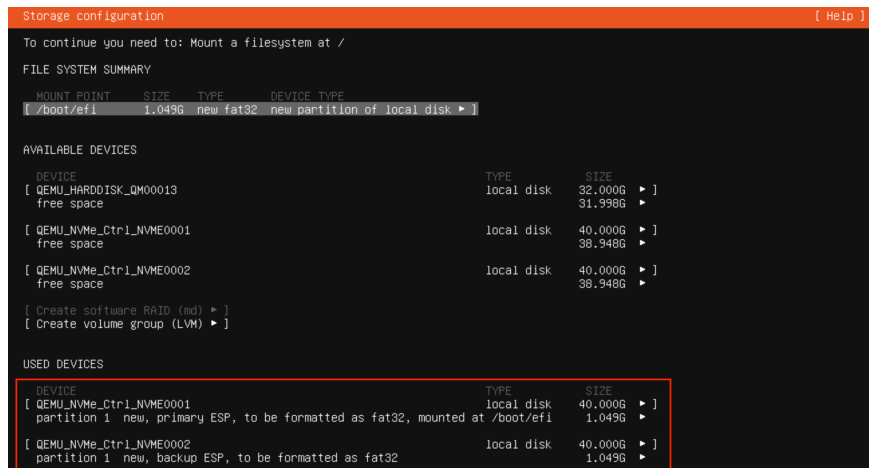 Storage configuration [ Help ]
To continue you need to: Mount a filesystem at /
FILE SYSTEM SUMMARY
MOUNT POINT SIZE TYPE DEVICE TYPE
[ /boot/efi 1.049G new fat32 new partition of local disk ▸ ]
AVAILABLE DEVICES
DEVICE TYPE SIZE
[ QEMU_HARDDISK_QM00013 local disk 32.000G ▸ ]
free space 31.998G ▸
[ QEMU_NVMe_Ctrl_NVME0001 local disk 40.000G ▸ ]
free space 38.948G ▸
[ QEMU_NVMe_Ctrl_NVME0002 local disk 40.000G ▸ ]
free space 38.948G ▸
[ Create software RAID (md) ▸ ]
[ Create volume group (LVM) ▸ ]
USED DEVICES
DEVICE TYPE SIZE
[ QEMU_NVMe_Ctrl_NVME0001 local disk 40.000G ▸ ]
partition 1 new, primary ESP, to be formatted as fat32, mounted at /boot/efi 1.049G ▸
[ QEMU_NVMe_Ctrl_NVME0002 local disk 40.000G ▸ ]
partition 1 new, backup ESP, to be formatted as fat32 1.049G ▸